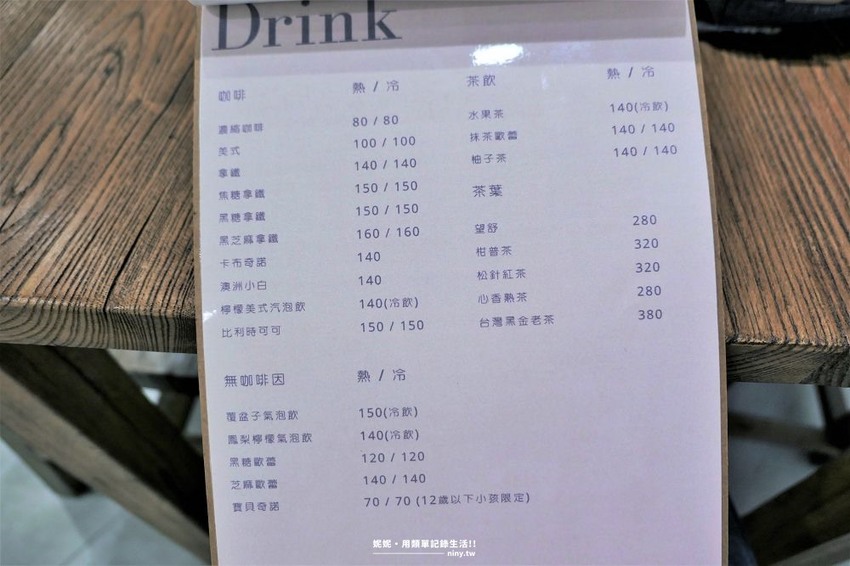 Drink
咖啡 熱 / 冷
濃縮咖啡 80 / 80
美式 100 / 100
拿鐵 140 / 140
焦糖拿鐵 150 / 150
黑糖拿鐵 150 / 150
黑芝麻拿鐵 160 / 160
卡布奇諾 140
澳洲小白 140
檸檬美式汽泡飲 140(冷飲)
比利時可可 150 / 150
無咖啡因 熱 / 冷
覆盆子氣泡飲 150(冷飲)
鳳梨檸檬氣泡飲 140(冷飲)
黑糖歐蕾 120 / 120
芝麻歐蕾 140 / 140
寶貝奇諾 70 / 70 (12歲以下小孩限定)
茶飲 熱 / 冷
水果茶 140(冷飲)
抹茶歐蕾 140 / 140
柚子茶 140 / 140
茶葉
望舒 280
柑普茶 320
松針紅茶 320
心香熟茶 280
台灣黑金老茶 380
妮妮•用顆單記錄生活!!
niny.tw